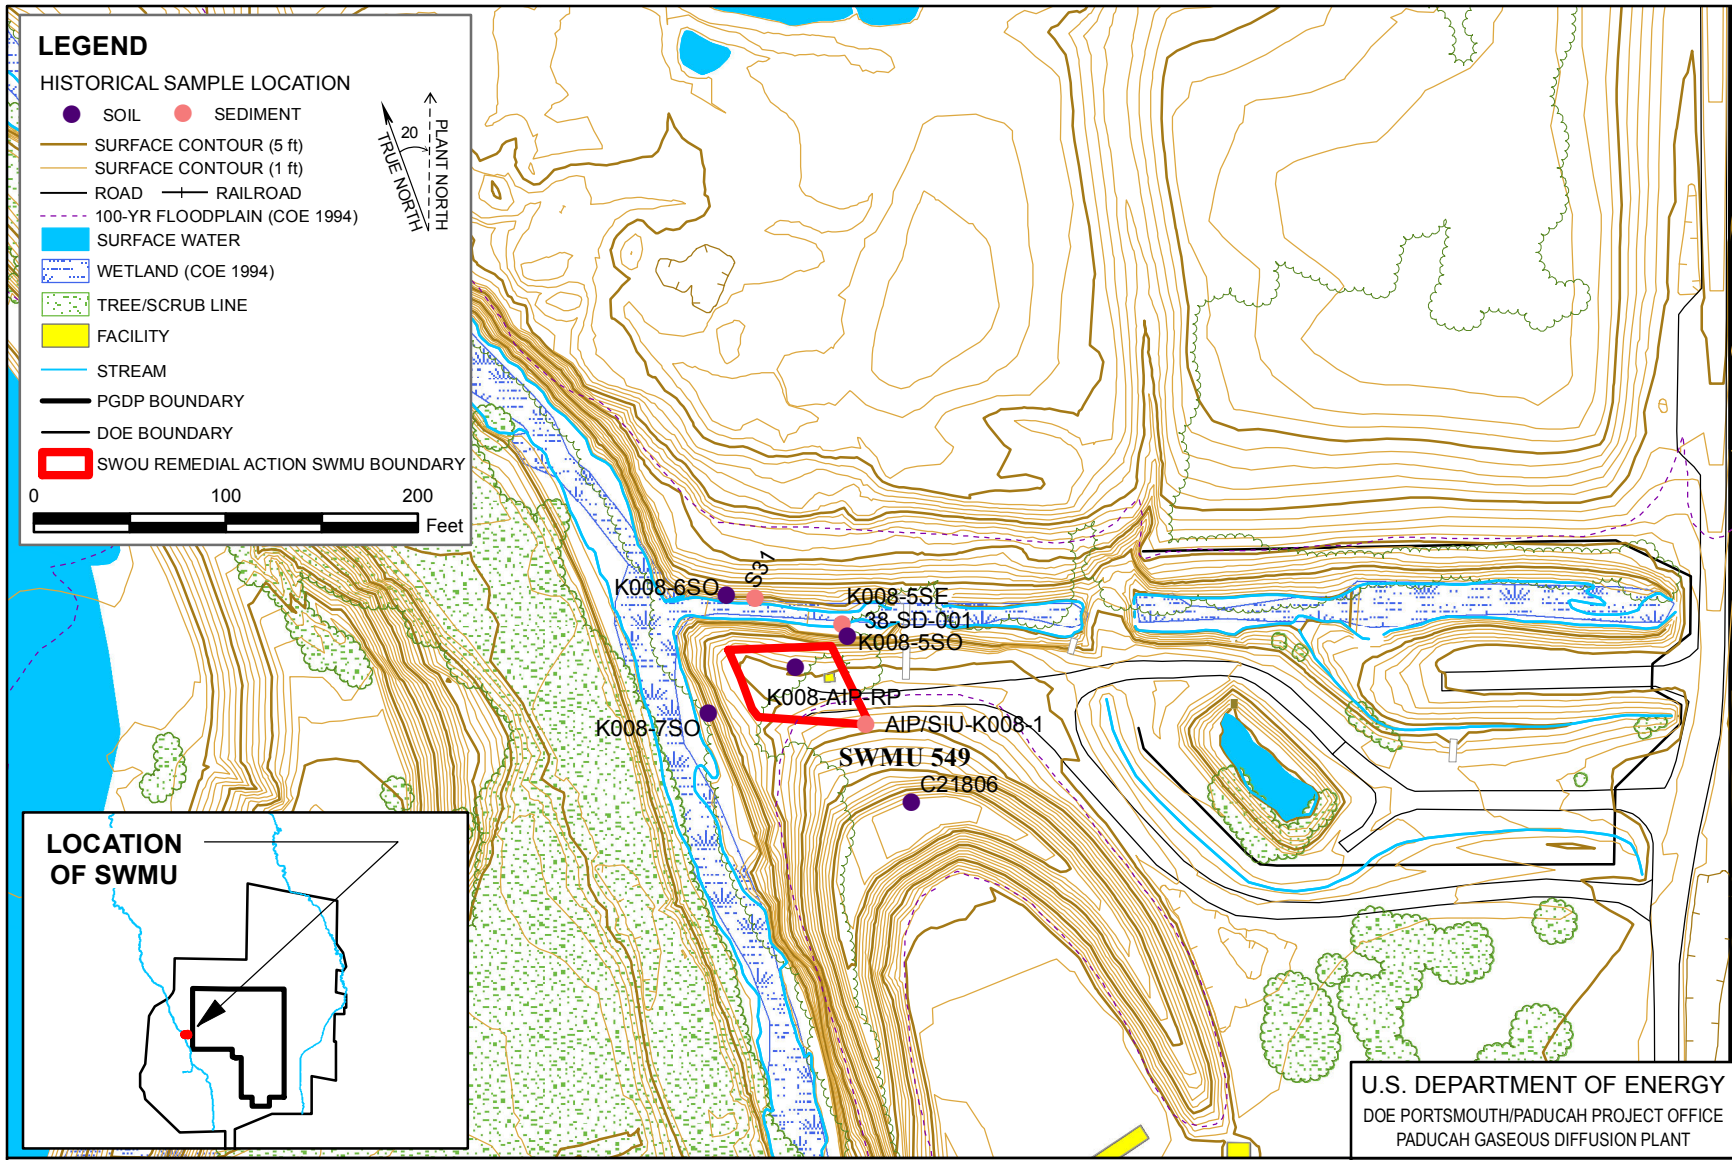 LEGEND
HISTORICAL SAMPLE LOCATION
SOIL SEDIMENT
SURFACE CONTOUR (5 ft)
SURFACE CONTOUR (1 ft)
ROAD RAILROAD
100-YR FLOODPLAIN (COE 1994)
SURFACE WATER
WETLAND (COE 1994)
TREE/SCRUB LINE
FACILITY
STREAM
PGDP BOUNDARY
DOE BOUNDARY
SWOU REMEDIAL ACTION SWMU BOUNDARY
0 100 200
Feet
20
TRUE NORTH
PLANT NORTH
S31
K008-6SO
K008-5SE
38-SD-001
K008-5SO
K008-AIP-RP
K008-7SO
AIP/SIU-K008-1
SWMU 549
C21806
LOCATION
OF SWMU
U.S. DEPARTMENT OF ENERGY
DOE PORTSMOUTH/PADUCAH PROJECT OFFICE
PADUCAH GASEOUS DIFFUSION PLANT